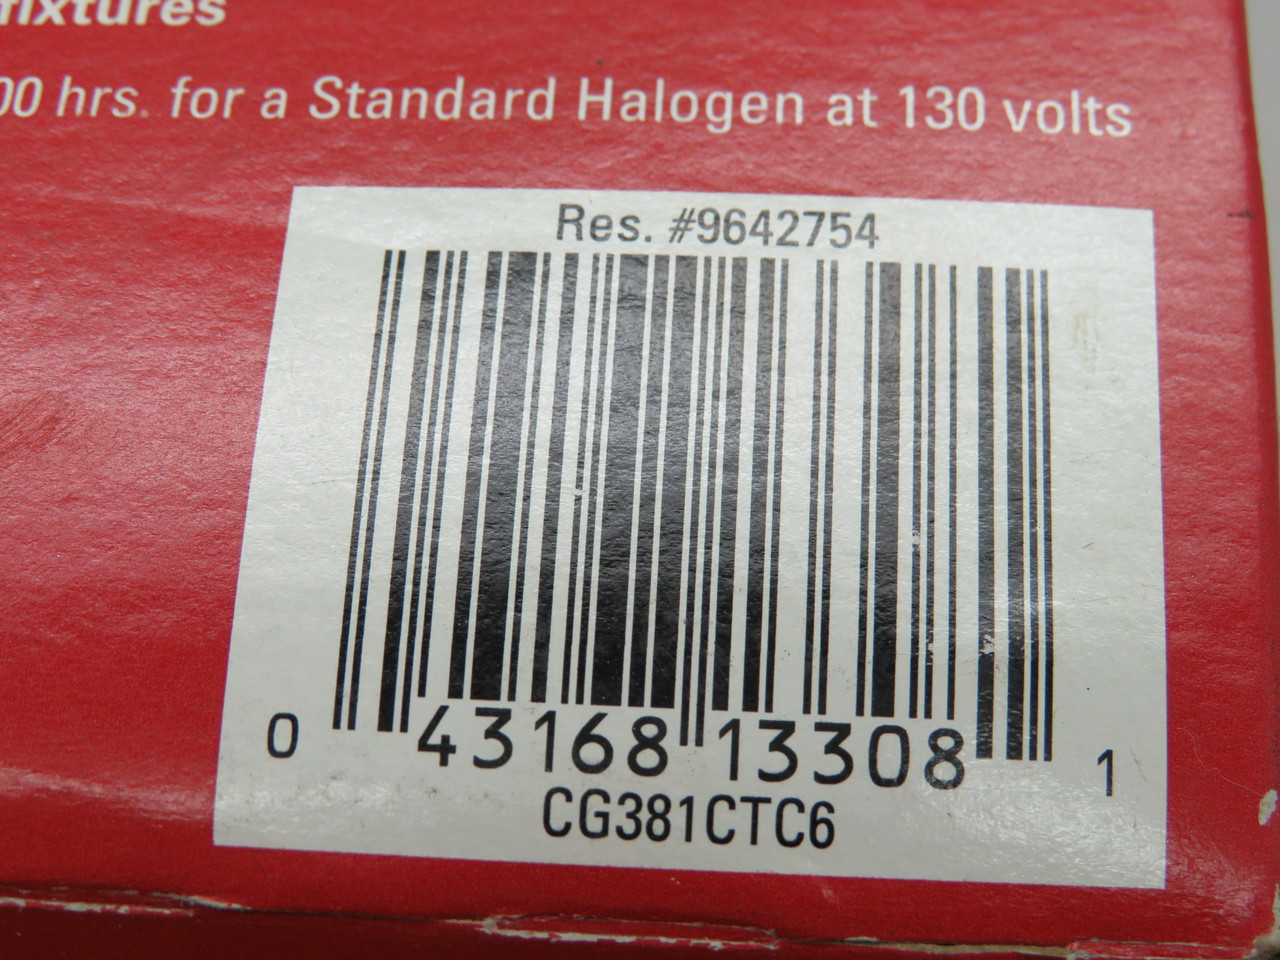 fixtures
00 hrs. for a Standard Halogen at 130 volts
Res. #9642754
0 43168 13308 1
CG381CTC6